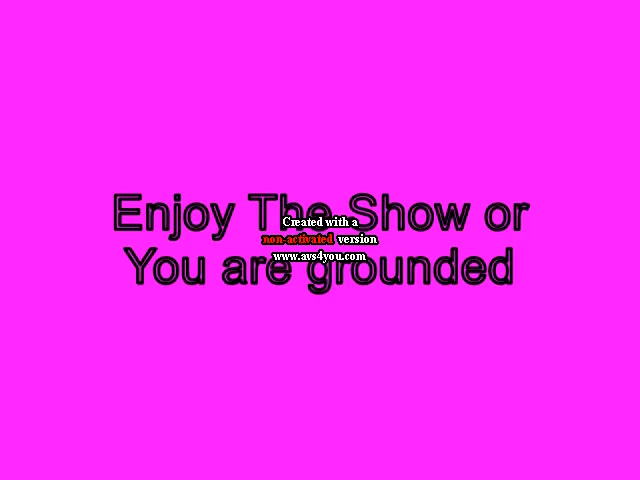 Enjoy The Show or
You are grounded
Created with a
non-activated version
www.avs4you.com